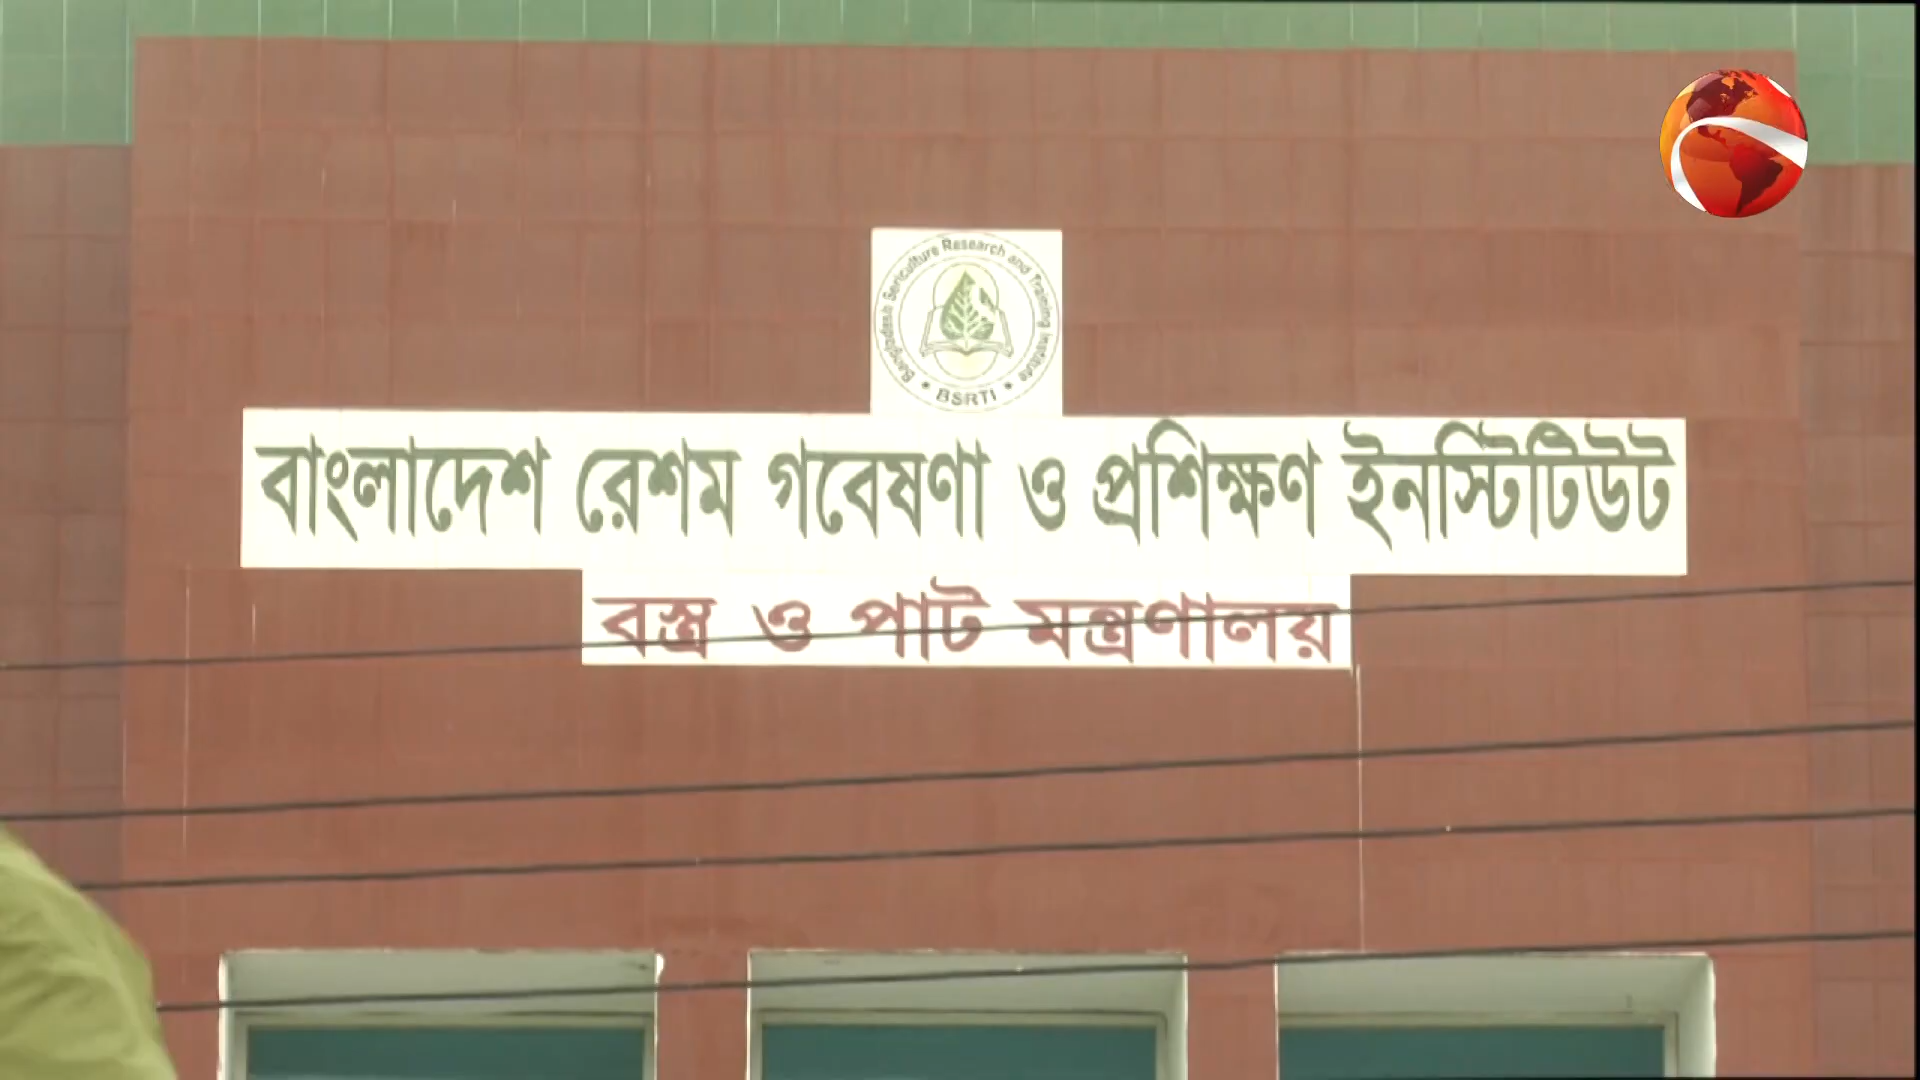 Bangladesh Sericulture Research and Training Institute
• BSRTI •
বাংলাদেশ রেশম গবেষণা ও প্রশিক্ষণ ইনস্টিটিউট
বস্ত্র ও পাট মন্ত্রণালয়